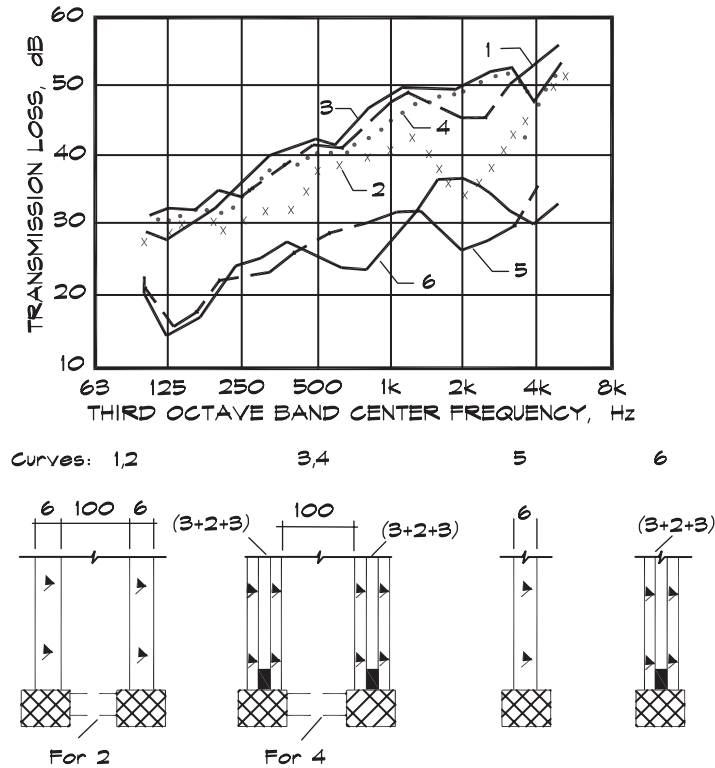 60
50
40
30
20
10
TRANSMISSION LOSS, dB
1
3
4
2
6
5
63 125 250 500 1k 2k 4k 8k
THIRD OCTAVE BAND CENTER FREQUENCY, Hz
Curves: 1,2 3,4 5 6
6 100 6 (3+2+3) 100 (3+2+3) 6 (3+2+3)
For 2 For 4